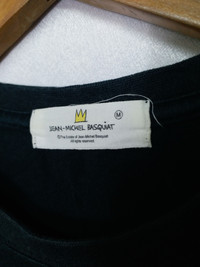 JEAN-MICHEL BASQUIAT
M
© The Estate of Jean-Michel Basquiat
All rights reserved.